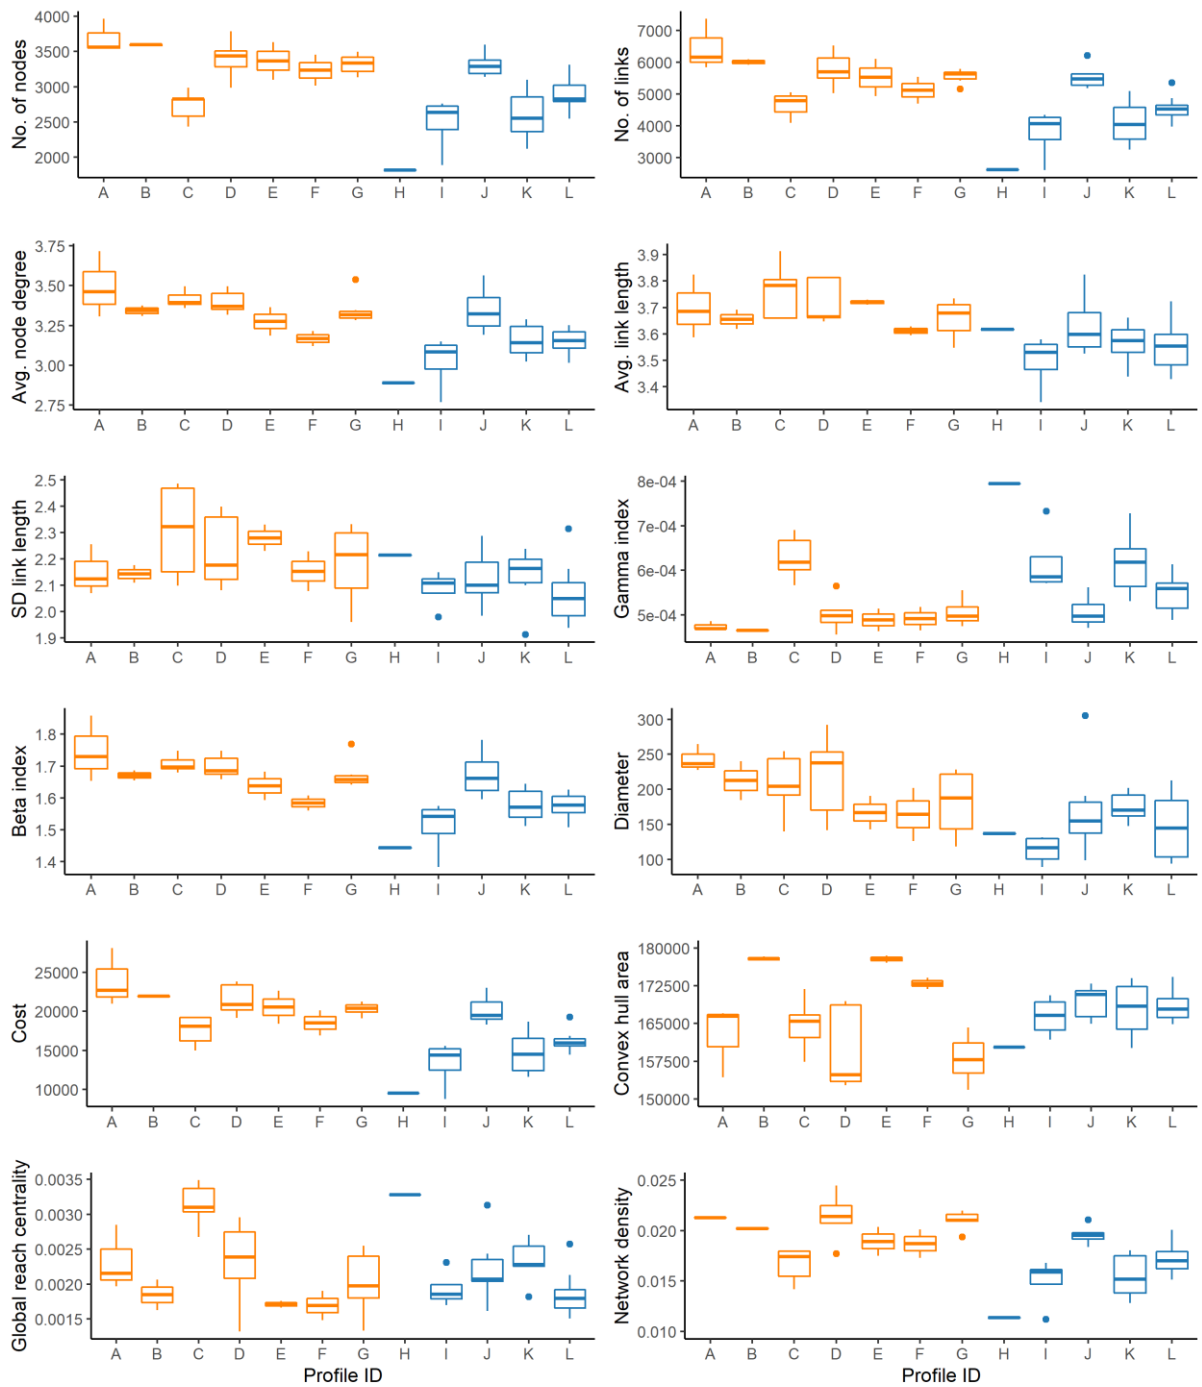 No. of nodes
4000
3500
3000
2500
2000
A B C D E F G H I J K L
No. of links
7000
6000
5000
4000
3000
A B C D E F G H I J K L
Avg. node degree
3.75
3.50
3.25
3.00
2.75
A B C D E F G H I J K L
Avg. link length
3.9
3.8
3.7
3.6
3.5
3.4
A B C D E F G H I J K L
SD link length
2.5
2.4
2.3
2.2
2.1
2.0
1.9
A B C D E F G H I J K L
Gamma index
8e-04
7e-04
6e-04
5e-04
A B C D E F G H I J K L
Beta index
1.8
1.7
1.6
1.5
1.4
A B C D E F G H I J K L
Diameter
300
250
200
150
100
A B C D E F G H I J K L
Cost
25000
20000
15000
10000
A B C D E F G H I J K L
Convex hull area
180000
172500
165000
157500
150000
A B C D E F G H I J K L
Global reach centrality
0.0035
0.0030
0.0025
0.0020
0.0015
A B C D E F G H I J K L
Profile ID
Network density
0.025
0.020
0.015
0.010
A B C D E F G H I J K L
Profile ID